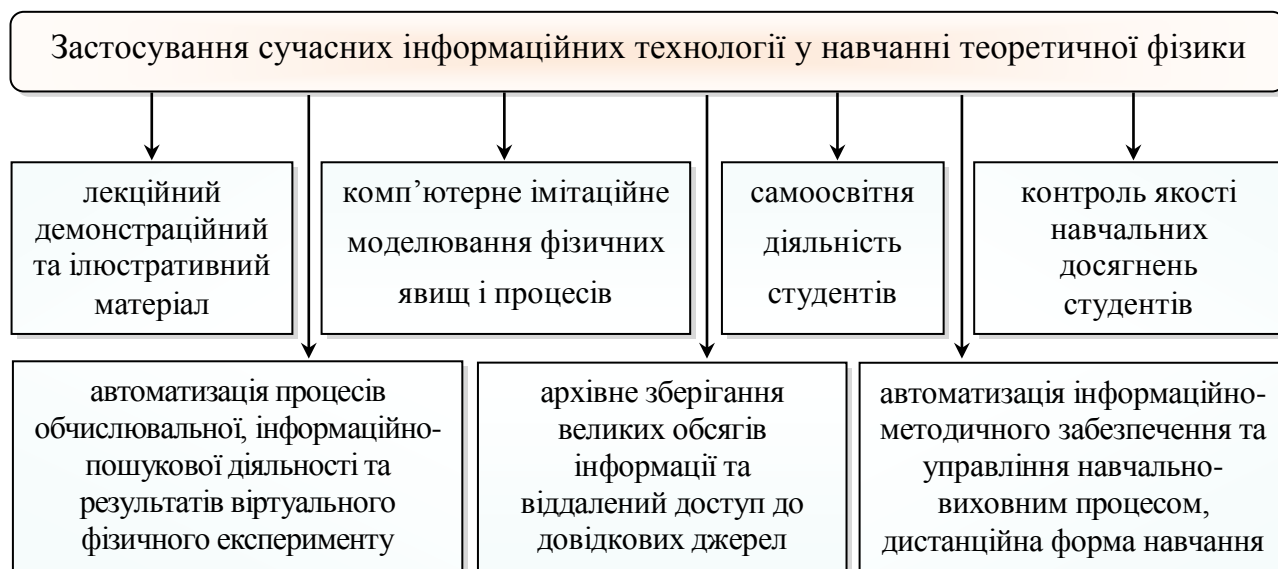 Застосування сучасних інформаційних технології у навчанні теоретичної фізики
лекційний
демонстраційний
та ілюстративний
матеріал
комп’ютерне імітаційне
моделювання фізичних
явищ і процесів
самоосвітня
діяльність
студентів
контроль якості
навчальних
досягнень
студентів
автоматизація процесів
обчислювальної, інформаційно-
пошукової діяльності та
результатів віртуального
фізичного експерименту
архівне зберігання
великих обсягів
інформації та
віддалений доступ до
довідкових джерел
автоматизація інформаційно-
методичного забезпечення та
управління навчально-
виховним процесом,
дистанційна форма навчання